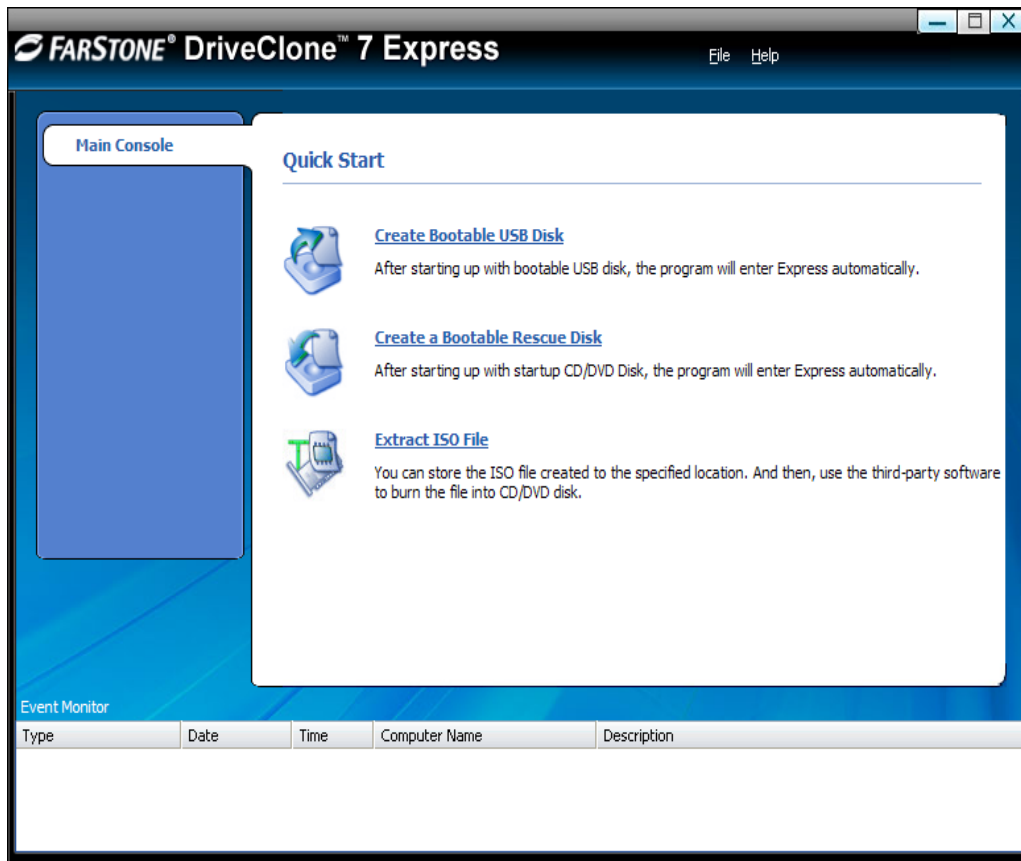 FARSTONE® DriveClone™ 7 Express
File Help
Main Console
Quick Start
Create Bootable USB Disk
After starting up with bootable USB disk, the program will enter Express automatically.
Create a Bootable Rescue Disk
After starting up with startup CD/DVD Disk, the program will enter Express automatically.
Extract ISO File
You can store the ISO file created to the specified location. And then, use the third-party software
to burn the file into CD/DVD disk.
Event Monitor
Type Date Time Computer Name Description